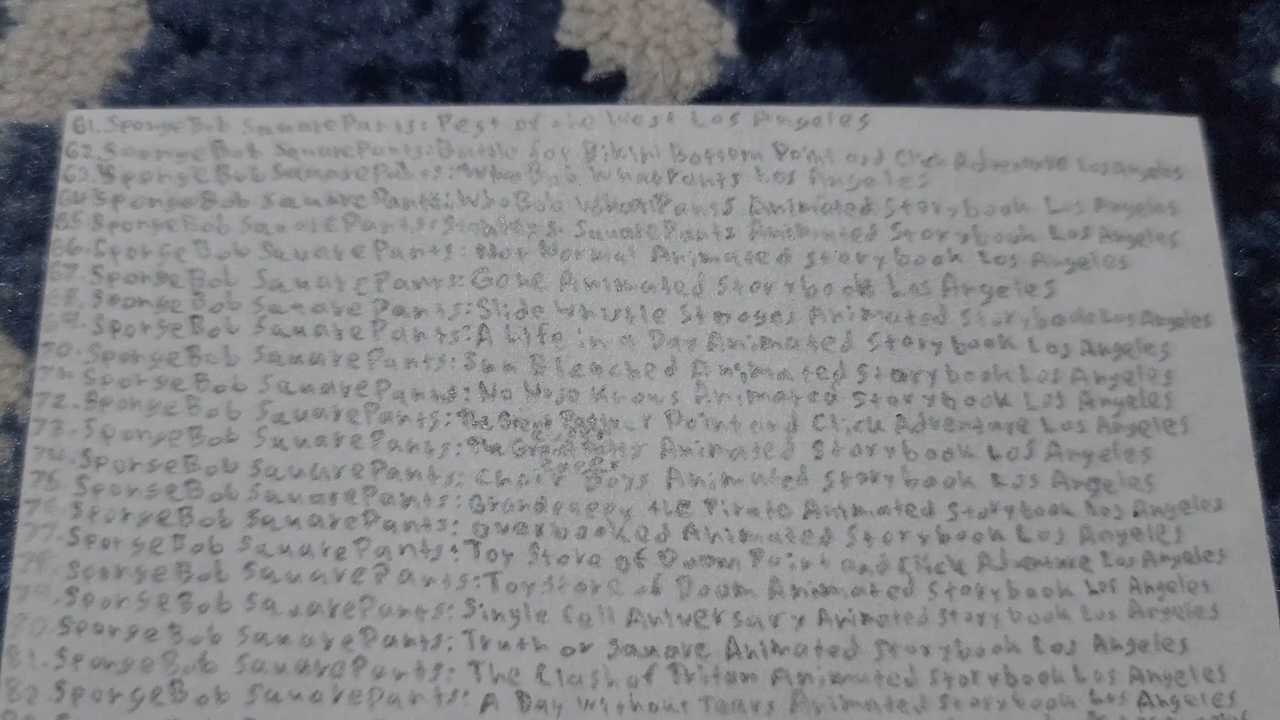 61. SpongeBob SquarePants: Pest of the West Los Angeles
62. SpongeBob SquarePants: Battle for Bikini Bottom Point and Click Adventure Los Angeles
63. SpongeBob SquarePants: WhoBob WhatPants Los Angeles
64. SpongeBob SquarePants: WhoBob WhatPants Animated Storybook Los Angeles
65. SpongeBob SquarePants: SquarePants Animated Storybook Los Angeles
66. SpongeBob SquarePants: Not Normal Animated Storybook Los Angeles
67. SpongeBob SquarePants: Gone Animated Storybook Los Angeles
68. SpongeBob SquarePants: Slide Whistle Stooges Animated Storybook Los Angeles
69. SpongeBob SquarePants: A Life in a Day Animated Storybook Los Angeles
70. SpongeBob SquarePants: Sun Bleached Animated Storybook Los Angeles
71. SpongeBob SquarePants: No Nose Knows Animated Storybook Los Angeles
72. SpongeBob SquarePants: The Great Point and Click Adventure Los Angeles
73. SpongeBob SquarePants: The Great Animated Storybook Los Angeles
74. SpongeBob SquarePants: Choir Boys Animated Storybook Los Angeles
75. SpongeBob SquarePants: the Pirate Animated Storybook Los Angeles
76. SpongeBob SquarePants: Overbooked Animated Storybook Los Angeles
77. SpongeBob SquarePants: Toy Store of Doom Point and Click Adventure Los Angeles
78. SpongeBob SquarePants: Toy Store of Doom Animated Storybook Los Angeles
79. SpongeBob SquarePants: Single Cell Aniversary Animated Storybook Los Angeles
80. SpongeBob SquarePants: Truth or Square Animated Storybook Los Angeles
81. SpongeBob SquarePants: The Clash of Triton Animated Storybook Los Angeles
82. SpongeBob SquarePants: A Day Without Tears Animated Storybook Los Angeles